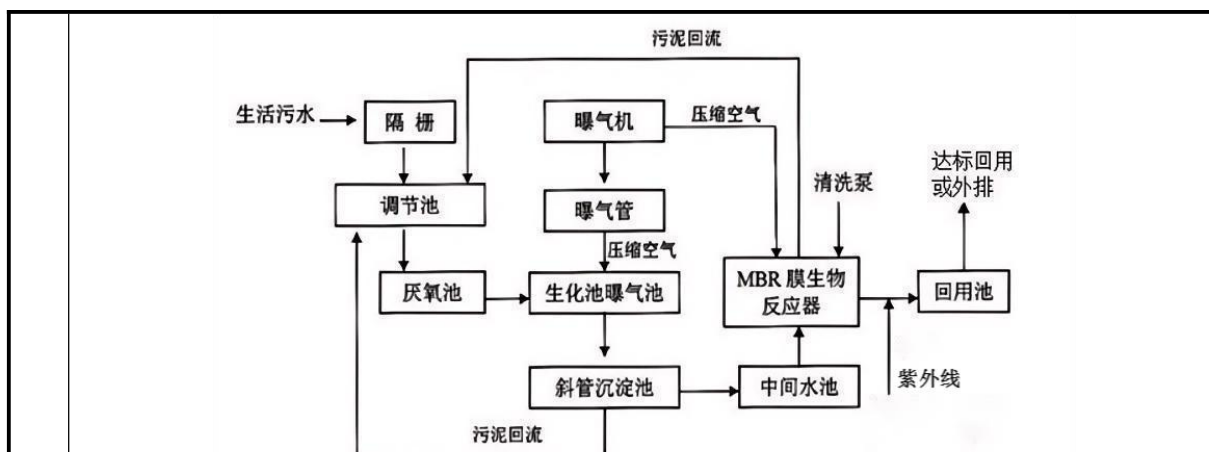 污泥回流
生活污水
隔 栅
曝气机
压缩空气
达标回用
或外排
清洗泵
调节池
曝气管
压缩空气
厌氧池
生化池曝气池
MBR 膜生物
反应器
回用池
斜管沉淀池
中间水池
紫外线
污泥回流